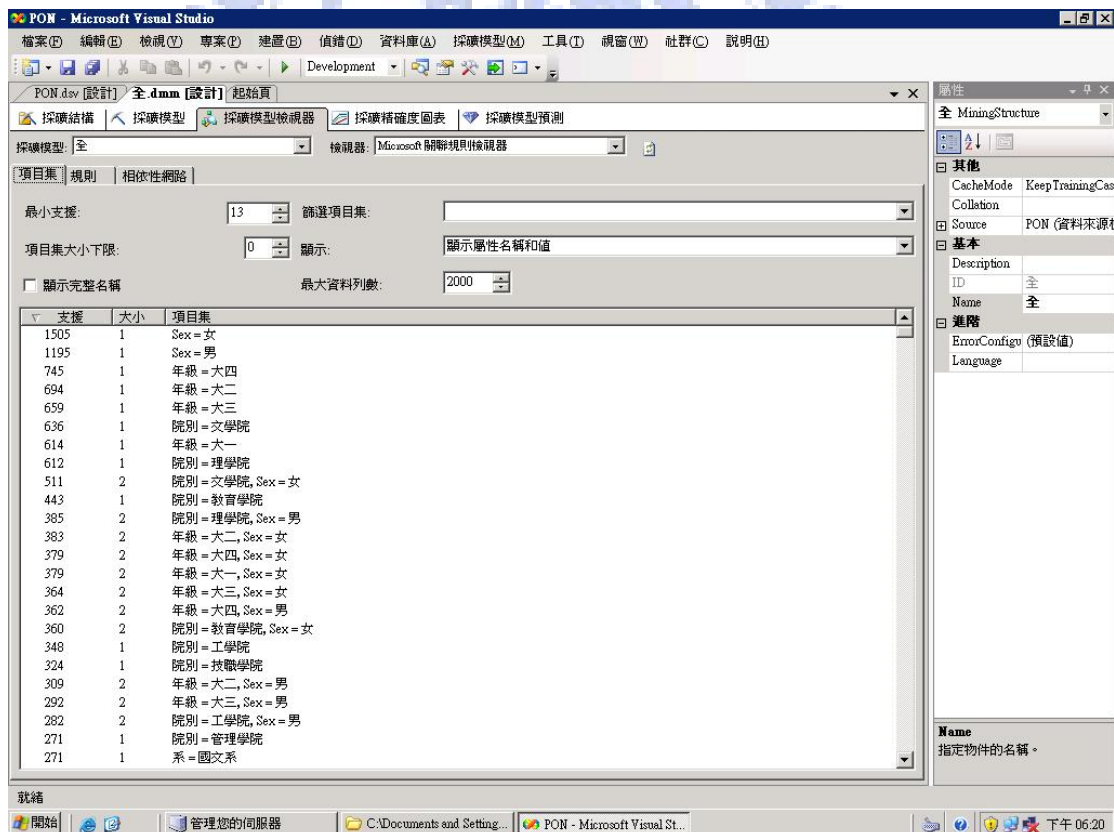 PON - Microsoft Visual Studio
檔案(F) 編輯(E) 檢視(V) 專案(P) 建置(B) 偵錯(D) 資料庫(A) 採礦模型(M) 工具(T) 視窗(W) 社群(C) 說明(H)
Development
PON.dsv [設計] 全.dmm [設計] 起始頁
採礦結構 採礦模型 採礦模型檢視器 採礦精確度圖表 採礦模型預測
採礦模型: 全 檢視器: Microsoft 關聯規則檢視器
項目集 規則 相依性網路
最小支援: 13 篩選項目集:
項目集大小下限: 0 顯示: 顯示屬性名稱和值
顯示完整名稱 最大資料列數: 2000
支援 大小 項目集
1505 1 Sex = 女
1195 1 Sex = 男
745 1 年級 = 大四
694 1 年級 = 大二
659 1 年級 = 大三
636 1 院別 = 文學院
614 1 年級 = 大一
612 1 院別 = 理學院
511 2 院別 = 文學院, Sex = 女
443 1 院別 = 教育學院
385 2 院別 = 理學院, Sex = 男
383 2 年級 = 大二, Sex = 女
379 2 年級 = 大四, Sex = 女
379 2 年級 = 大一, Sex = 女
364 2 年級 = 大三, Sex = 女
362 2 年級 = 大四, Sex = 男
360 2 院別 = 教育學院, Sex = 女
348 1 院別 = 工學院
324 1 院別 = 技職學院
309 2 年級 = 大二, Sex = 男
292 2 年級 = 大三, Sex = 男
282 2 院別 = 工學院, Sex = 男
271 1 院別 = 管理學院
271 1 系 = 國文系
屬性
全 MiningStructure
其他
CacheMode KeepTrainingCas
Collation
Source PON (資料來源
基本
Description
ID 全
Name 全
進階
ErrorConfigu (預設值)
Language
Name
指定物件的名稱。
就緒
開始 管理您的伺服器 C:\Documents and Setting... PON - Microsoft Visual St... 下午 06:20